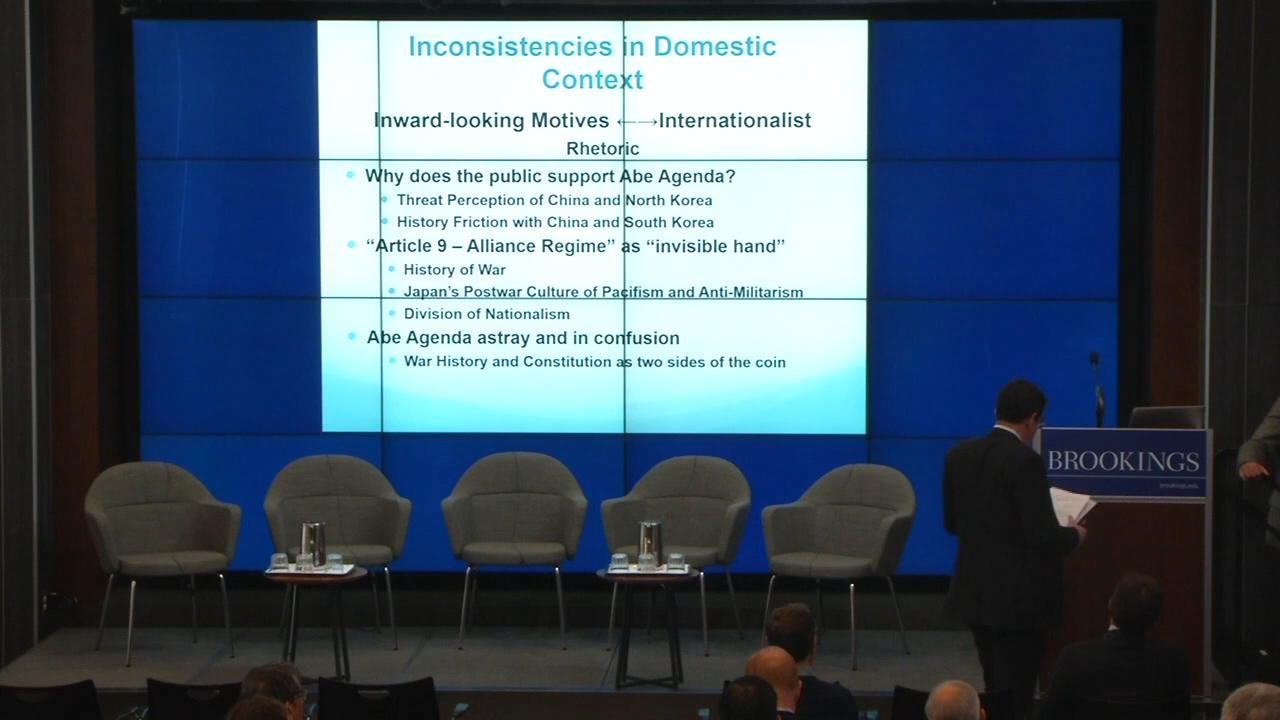 Inconsistencies in Domestic
Context
Inward-looking Motives ←→Internationalist
Rhetoric
Why does the public support Abe Agenda?
Threat Perception of China and North Korea
History Friction with China and South Korea
“Article 9 – Alliance Regime” as “invisible hand”
History of War
Japan's Postwar Culture of Pacifism and Anti-Militarism
Division of Nationalism
Abe Agenda astray and in confusion
War History and Constitution as two sides of the coin
BROOKINGS
brookings.edu